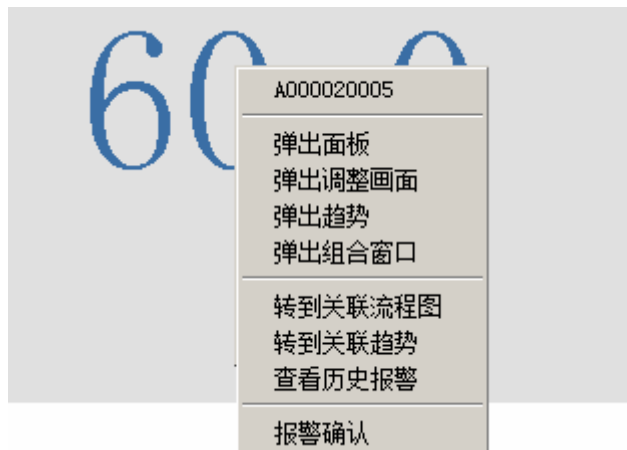 60 0
A000020005
弹出面板
弹出调整画面
弹出趋势
弹出组合窗口
转到关联流程图
转到关联趋势
查看历史报警
报警确认